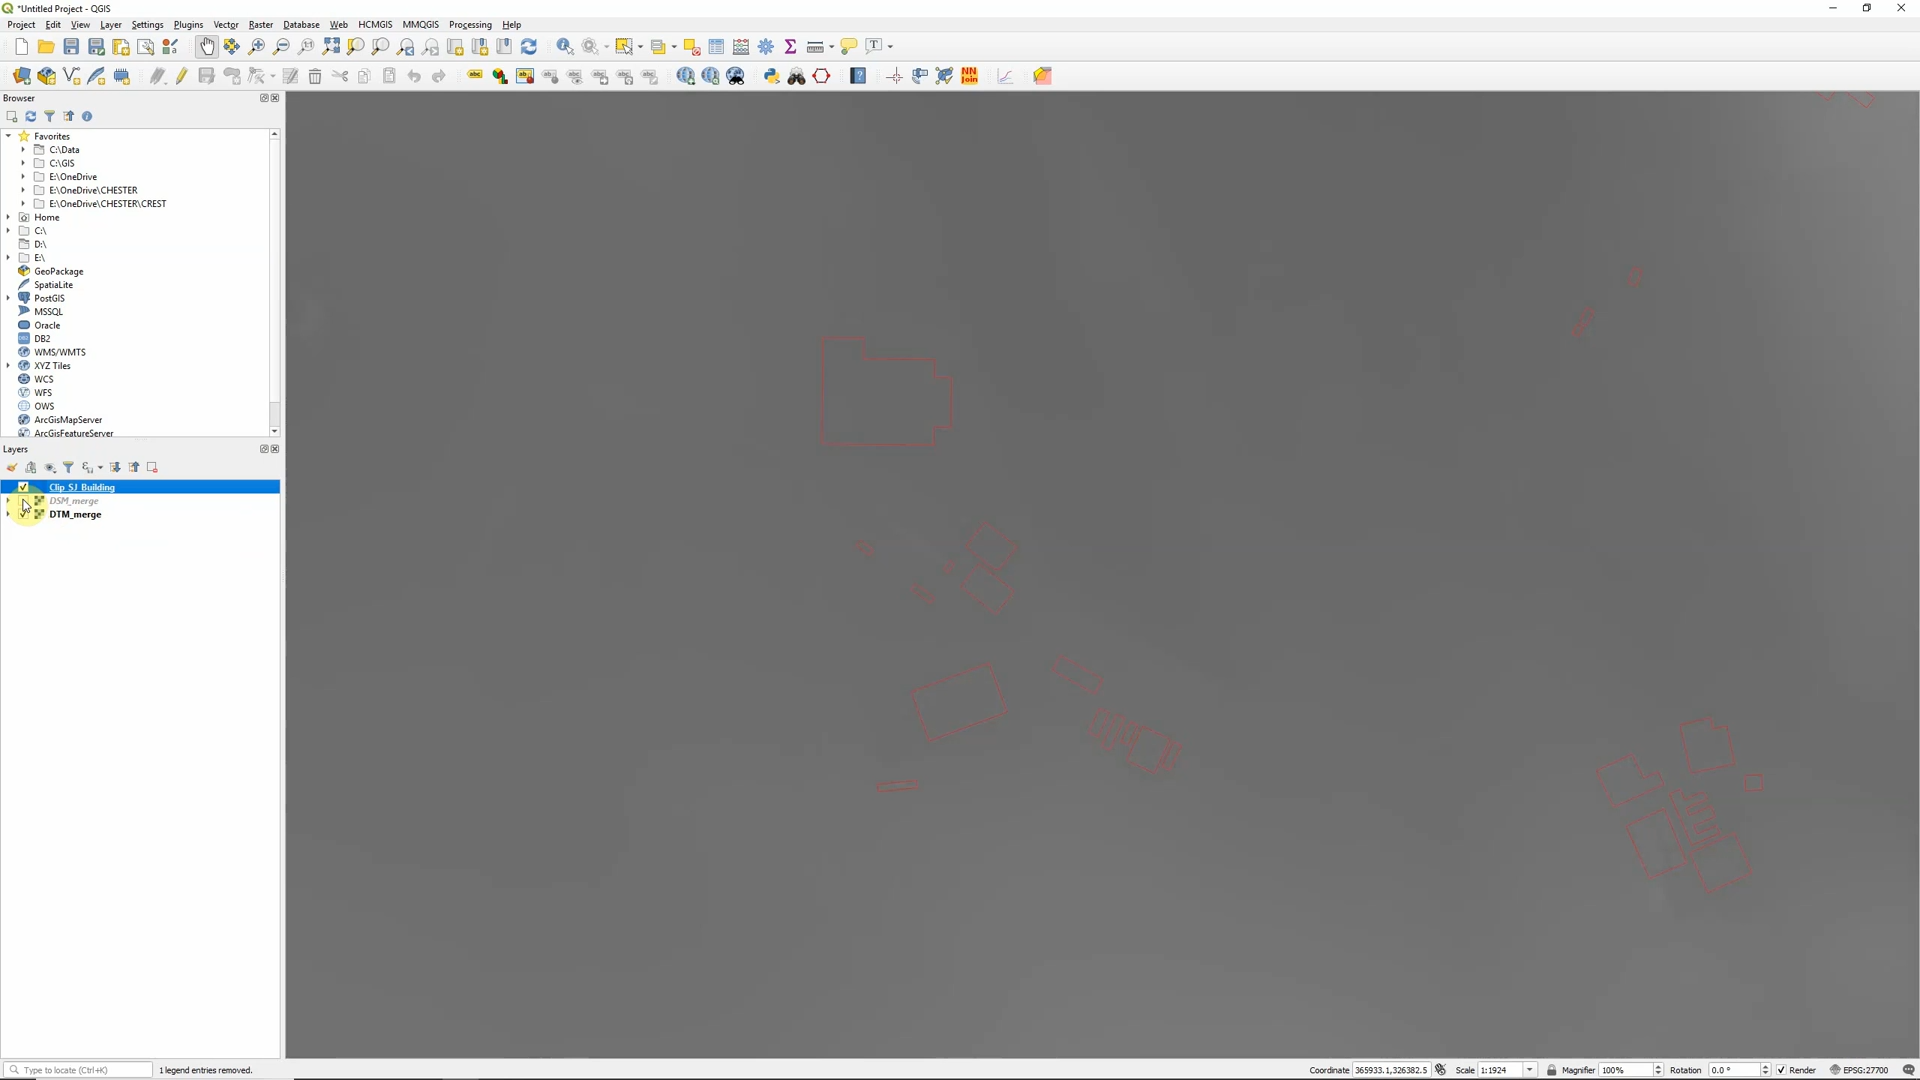 *Untitled Project - QGIS
Project Edit View Layer Settings Plugins Vector Raster Database Web HCMGIS MMQGIS Processing Help
Browser
Favorites
C:\Data
C:\GIS
E:\OneDrive
E:\OneDrive\CHESTER
E:\OneDrive\CHESTER\CREST
Home
C:\
D:\
E:\
GeoPackage
SpatiaLite
PostGIS
MSSQL
Oracle
DB2
WMS/WMTS
XYZ Tiles
WCS
WFS
OWS
ArcGisMapServer
ArcGisFeatureServer
Layers
Clip SJ Building
DSM_merge
DTM_merge
Type to locate (Ctrl+K) 1 legend entries removed. Coordinate 365933.1,326382.5 Scale 1:1924 Magnifier 100% Rotation 0.0 ° Render EPSG:27700